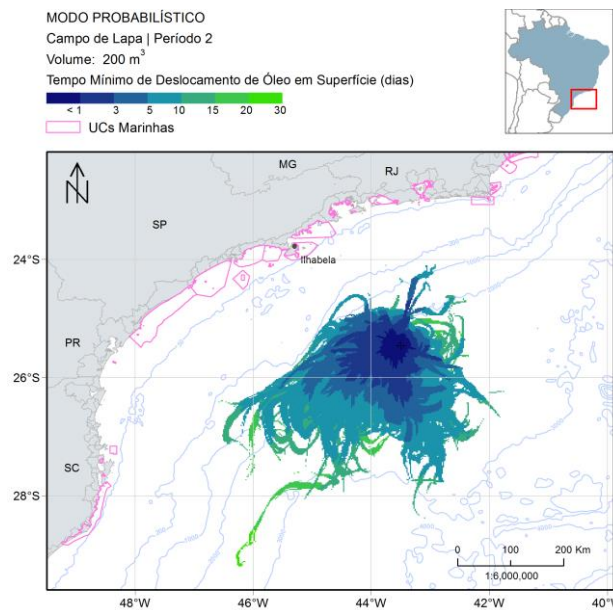 MODO PROBABILÍSTICO
Campo de Lapa | Período 2
Volume: 200 m³
Tempo Mínimo de Deslocamento de Óleo em Superfície (dias)
< 1 3 5 10 15 20 30
UCs Marinhas
N
MG
RJ
SP
Ilhabela
PR
SC
24°S
26°S
28°S
0 100 200 Km
1:6,000,000
48°W 46°W 44°W 42°W 40°W